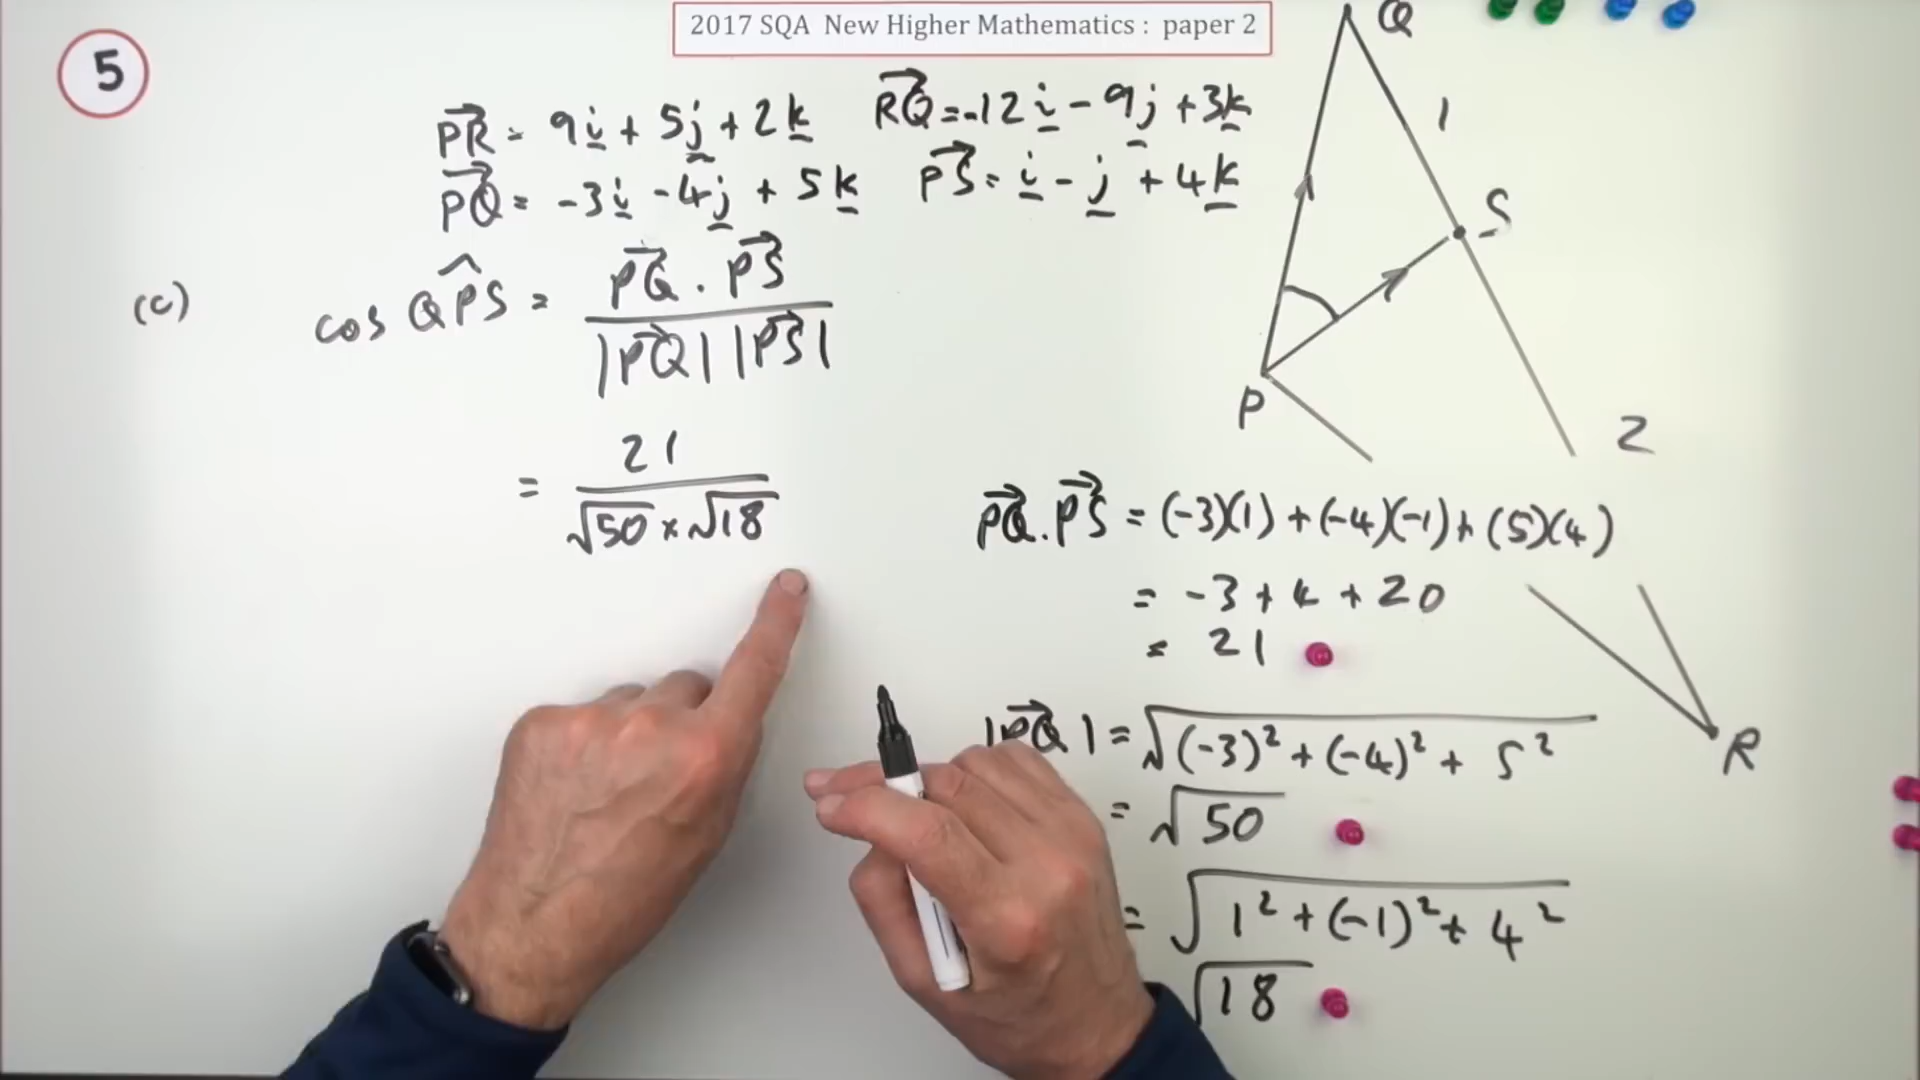 2017 SQA New Higher Mathematics : paper 2
5
PR = 9i + 5j + 2k
RQ = -12i - 9j + 3k
PQ = -3i - 4j + 5k
PS = i - j + 4k
(c)
cos QPS = PQ . PS / |PQ| |PS|
= 21 / √50 × √18
Q
1
S
P
2
R
PQ . PS = (-3)(1) + (-4)(-1) + (5)(4)
= -3 + 4 + 20
= 21
|PQ| = √(-3)² + (-4)² + 5²
= √50
= √1² + (-1)² + 4²
√18